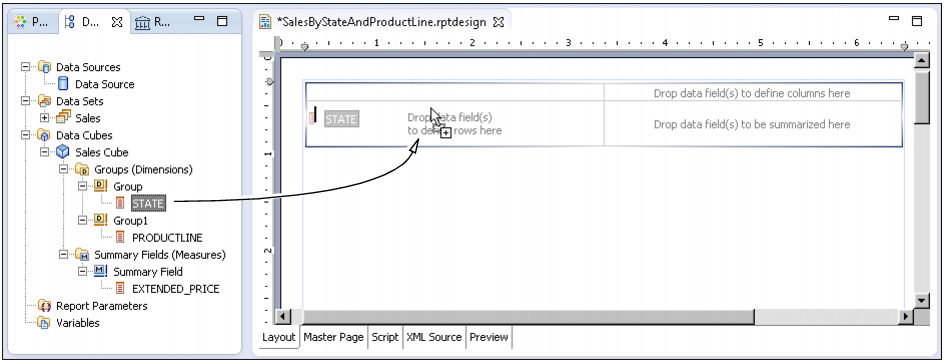 P...
D...
R...
Data Sources
Data Source
Data Sets
Sales
Data Cubes
Sales Cube
Groups (Dimensions)
Group
STATE
Group1
PRODUCTLINE
Summary Fields (Measures)
Summary Field
EXTENDED_PRICE
Report Parameters
Variables
*SalesByStateAndProductLine.rptdesign
1 2 3 4 5 6
Drop data field(s) to define columns here
STATE
Drop data field(s)
to define rows here
Drop data field(s) to be summarized here
1
2
Layout Master Page Script XML Source Preview